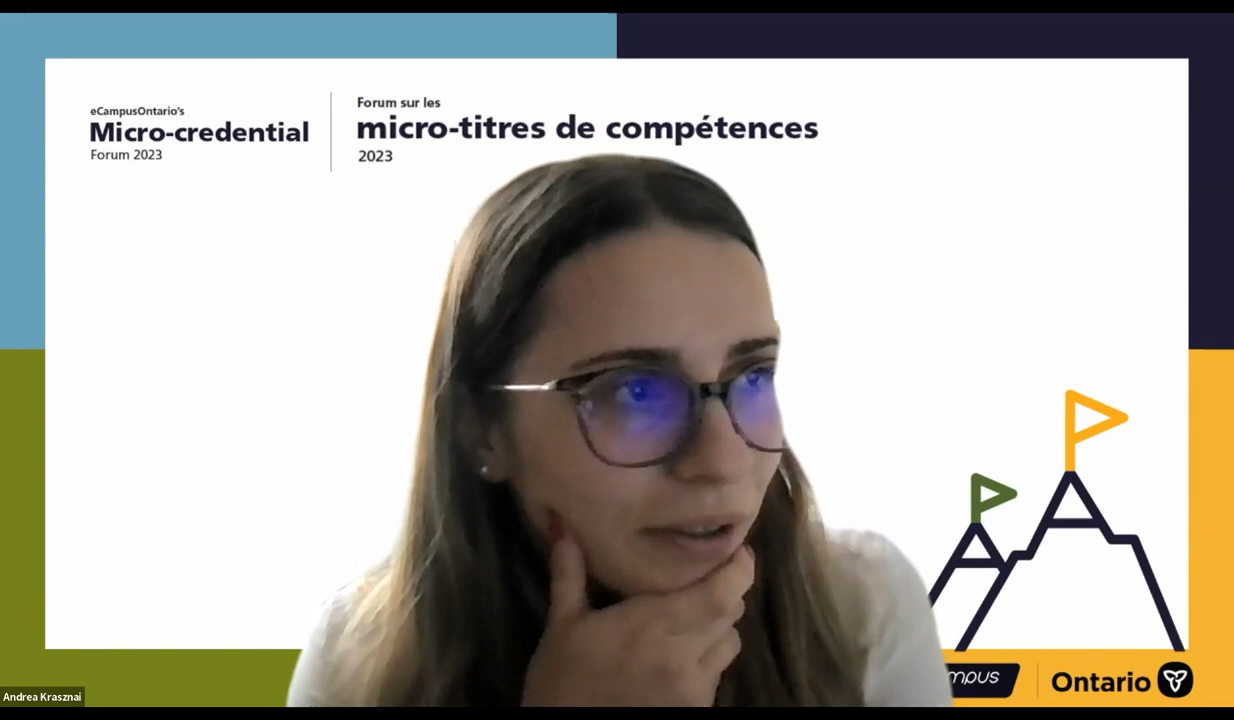 eCampusOntario's
Micro-credential
Forum 2023
Forum sur les
micro-titres de compétences
2023
mpus
Ontario
Andrea Krasznai